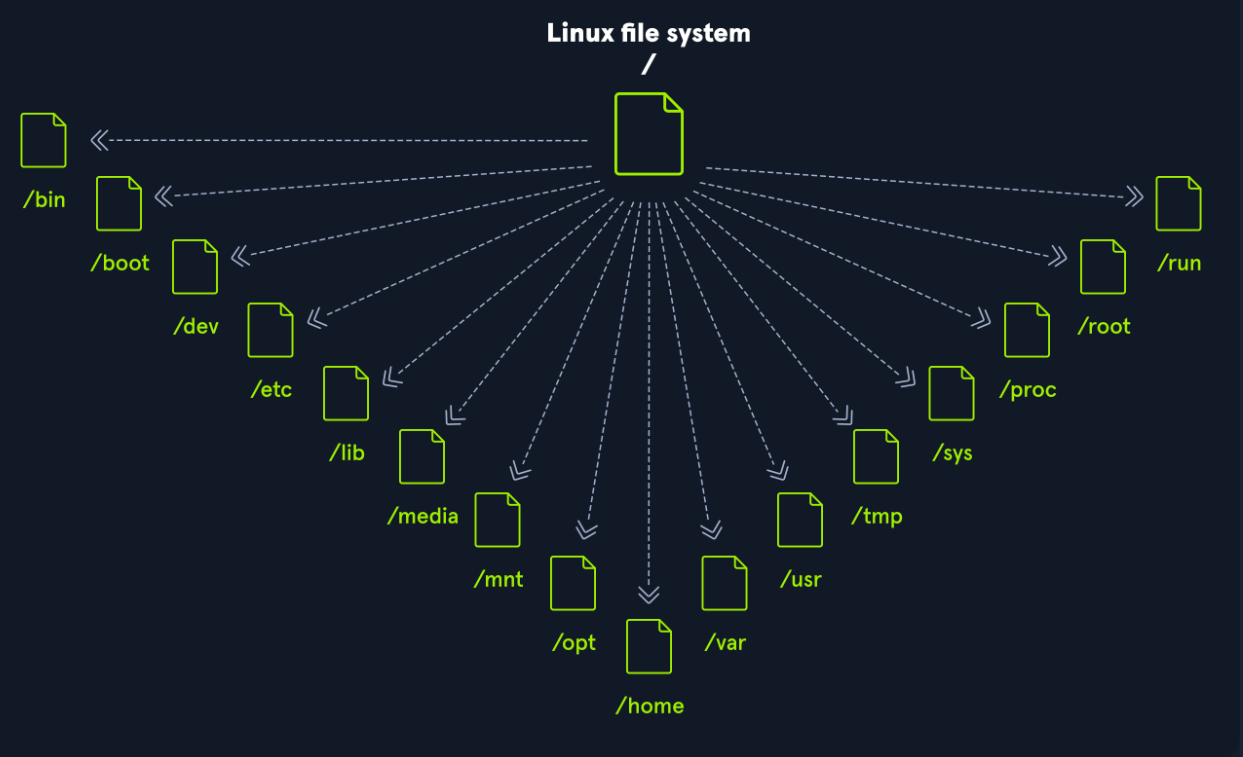 Linux file system
/
/bin
/boot
/dev
/etc
/lib
/media
/mnt
/opt
/home
/var
/usr
/tmp
/sys
/proc
/root
/run